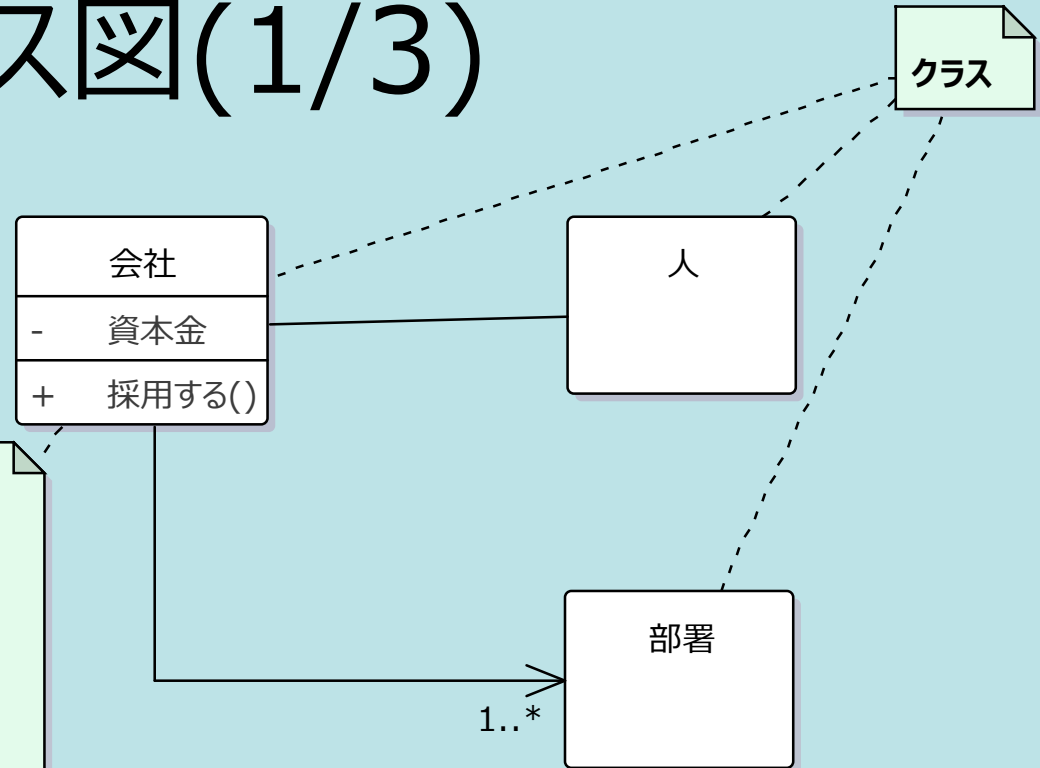 ス図(1/3)
クラス
会社
- 資本金
+ 採用する()
人
部署
1..*